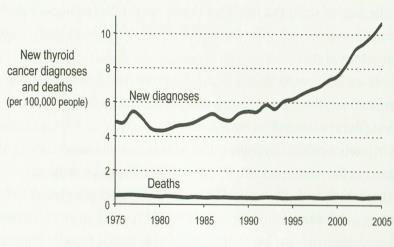 New thyroid
cancer diagnoses
and deaths
(per 100,000 people)
10
8
6
4
2
0
New diagnoses
Deaths
1975
1980
1985
1990
1995
2000
2005